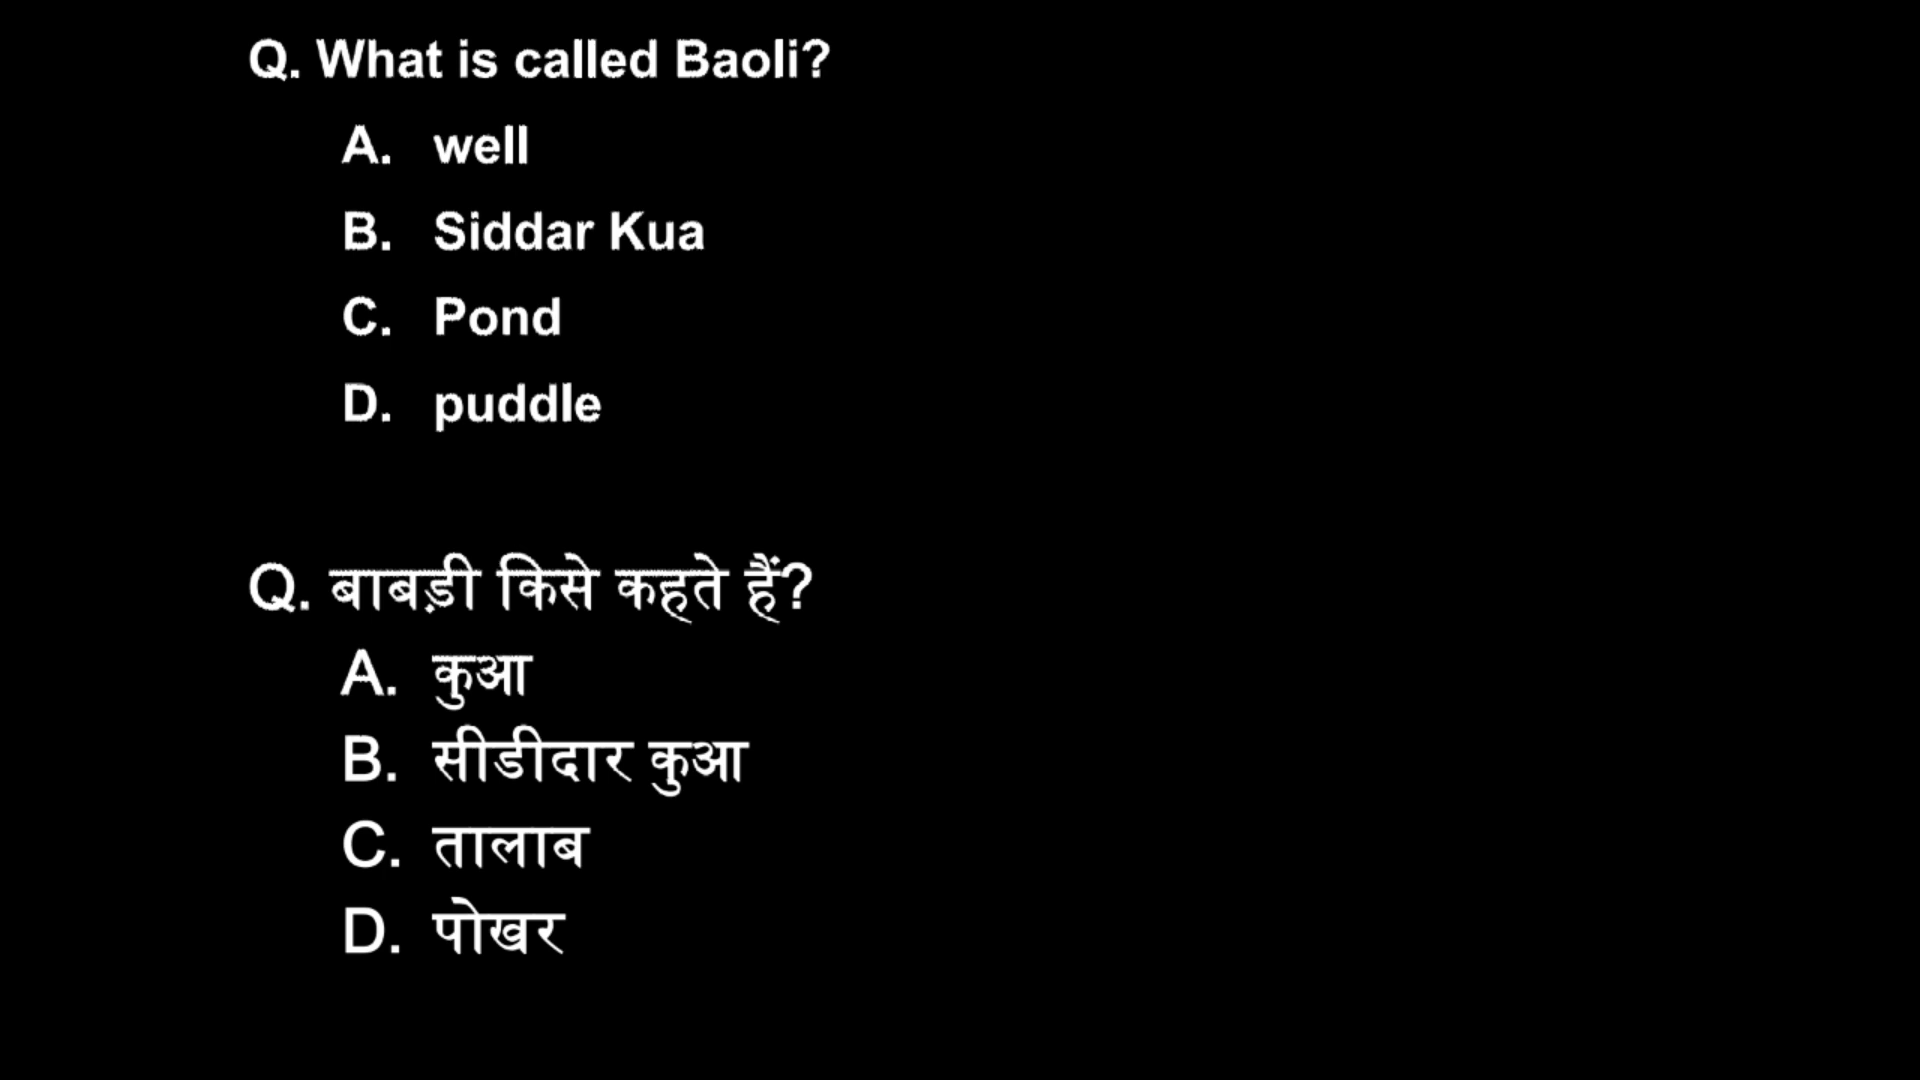 Q. What is called Baoli?
A. well
B. Siddar Kua
C. Pond
D. puddle
Q. बाबड़ी किसे कहते हैं?
A. कुआ
B. सीडीदार कुआ
C. तालाब
D. पोखर